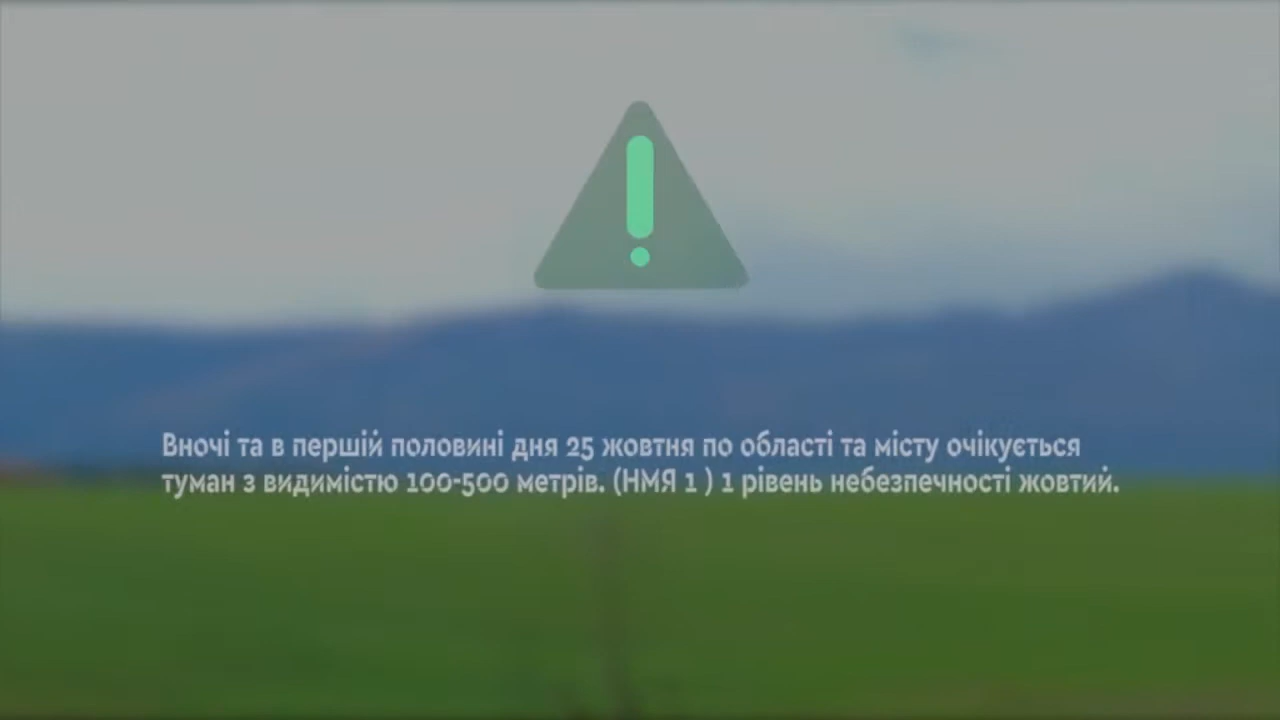 Вночі та в першій половині дня 25 жовтня по області та місту очікується
туман з видимістю 100-500 метрів. (НМЯ 1 ) 1 рівень небезпечності жовтий.